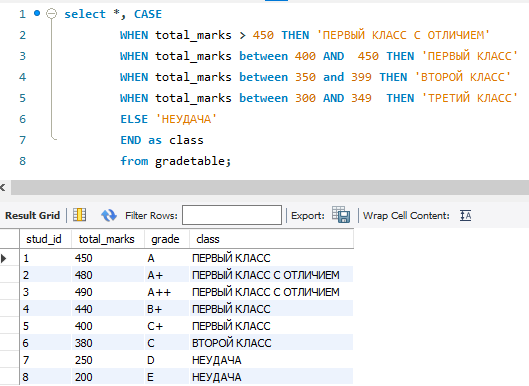 1 select *, CASE
2 WHEN total_marks > 450 THEN 'ПЕРВЫЙ КЛАСС С ОТЛИЧИЕМ'
3 WHEN total_marks between 400 AND 450 THEN 'ПЕРВЫЙ КЛАСС'
4 WHEN total_marks between 350 and 399 THEN 'ВТОРОЙ КЛАСС'
5 WHEN total_marks between 300 AND 349 THEN 'ТРЕТИЙ КЛАСС'
6 ELSE 'НЕУДАЧА'
7 END as class
8 from gradetable;
Result Grid Filter Rows: Export: Wrap Cell Content: IA
stud_id total_marks grade class
1 450 A ПЕРВЫЙ КЛАСС
2 480 A+ ПЕРВЫЙ КЛАСС С ОТЛИЧИЕМ
3 490 A++ ПЕРВЫЙ КЛАСС С ОТЛИЧИЕМ
4 440 B+ ПЕРВЫЙ КЛАСС
5 400 C+ ПЕРВЫЙ КЛАСС
6 380 C ВТОРОЙ КЛАСС
7 250 D НЕУДАЧА
8 200 E НЕУДАЧА